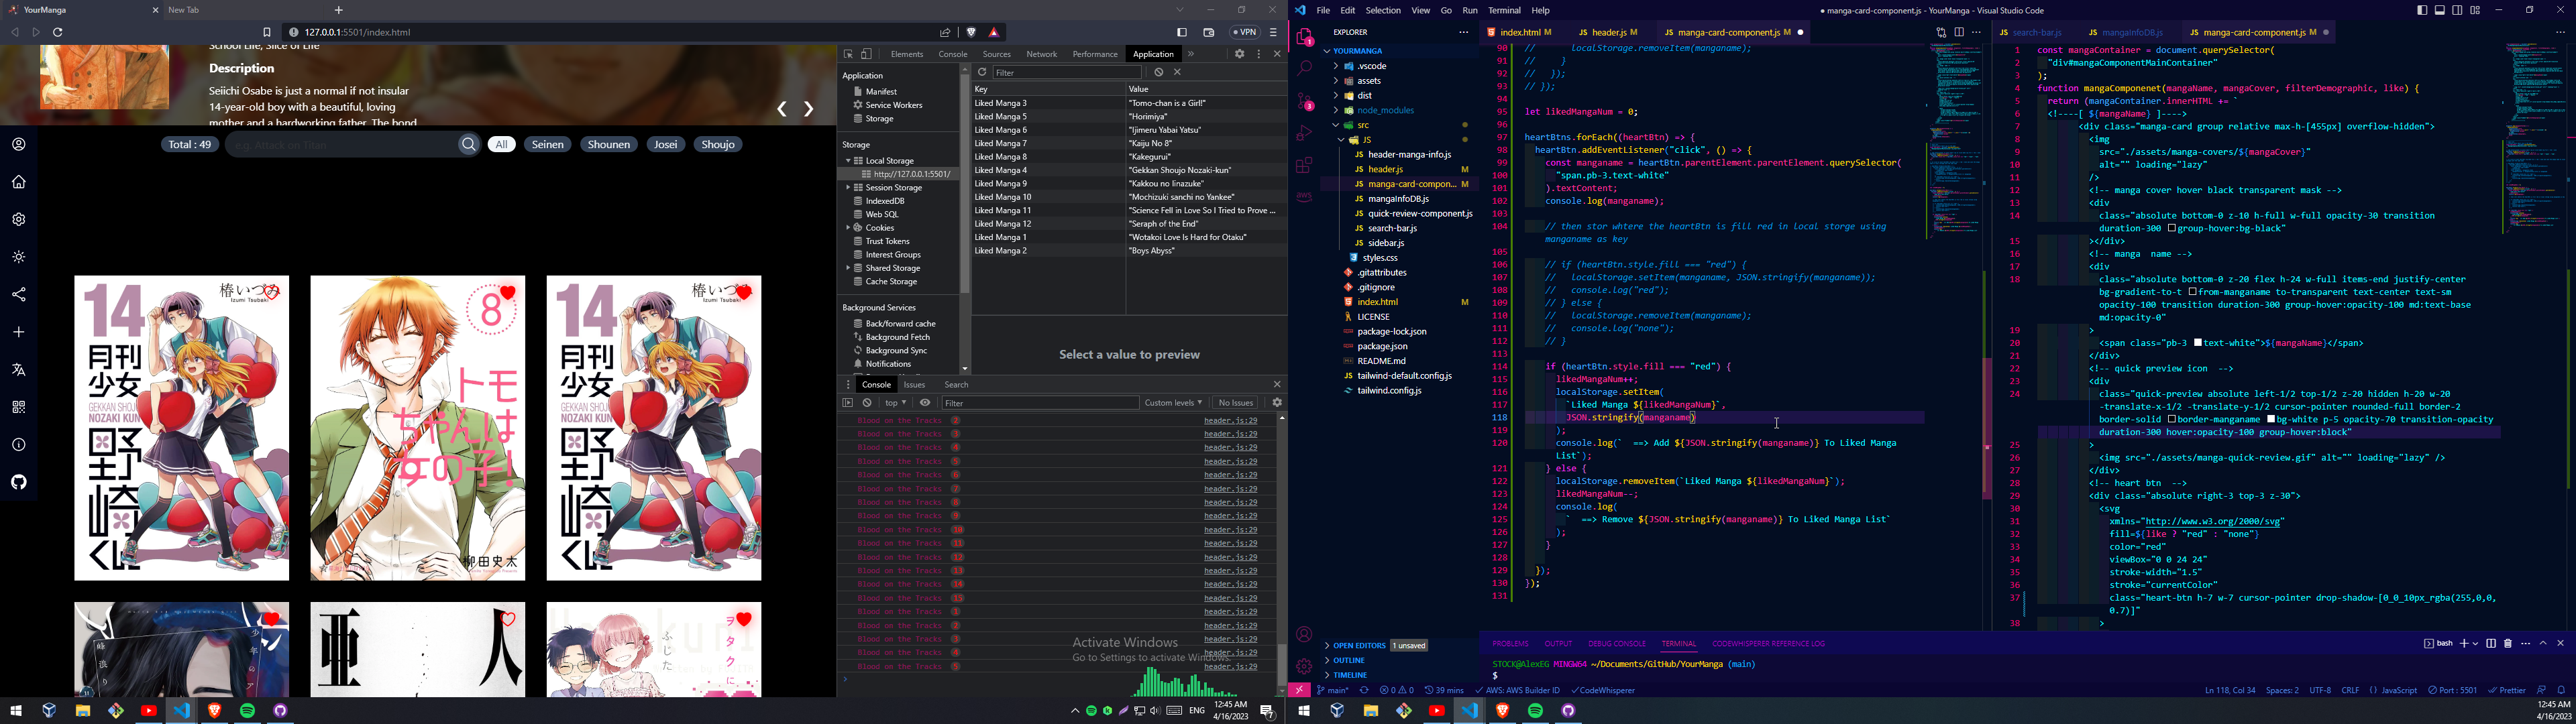 YourManga
New Tab
127.0.0.1:5501/index.html
VPN
School Life, Slice of Life
Description
Seiichi Osabe is just a normal if not insular
14-year-old boy with a beautiful, loving
mother and a hardworking father. The bond
Total : 49
e.g. Attack on Titan
All
Seinen
Shounen
Josei
Shoujo
14
椿いづみ
Izumi Tsubaki
月刊
少女
GEKKAN SHOJO
NOZAKI KUN
野崎くん
8
トモちゃんは女の子!
柳田史太
14
椿いづみ
Izumi Tsubaki
月刊
少女
GEKKAN SHOJO
NOZAKI KUN
野崎くん
亜人
ふじた
ヲタクに
Elements
Console
Sources
Network
Performance
Application
Application
Manifest
Service Workers
Storage
Storage
Local Storage
http://127.0.0.1:5501/
Session Storage
IndexedDB
Web SQL
Cookies
Trust Tokens
Interest Groups
Shared Storage
Cache Storage
Background Services
Back/forward cache
Background Fetch
Background Sync
Notifications
Filter
Key Value
Liked Manga 3 "Tomo-chan is a Girl!"
Liked Manga 5 "Horimiya"
Liked Manga 6 "Ijimeru Yabai Yatsu"
Liked Manga 7 "Kaiju No 8"
Liked Manga 8 "Kakegurui"
Liked Manga 4 "Gekkan Shoujo Nozaki-kun"
Liked Manga 9 "Kakkou no Iinazuke"
Liked Manga 10 "Mochizuki sanchi no Yankee"
Liked Manga 11 "Science Fell in Love So I Tried to Prove ...
Liked Manga 12 "Seraph of the End"
Liked Manga 1 "Wotakoi Love Is Hard for Otaku"
Liked Manga 2 "Boys Abyss"
Select a value to preview
Console
Issues
Search
top
Filter
Custom levels
No Issues
Blood on the Tracks 2 header.js:29
Blood on the Tracks 3 header.js:29
Blood on the Tracks 4 header.js:29
Blood on the Tracks 5 header.js:29
Blood on the Tracks 6 header.js:29
Blood on the Tracks 7 header.js:29
Blood on the Tracks 8 header.js:29
Blood on the Tracks 9 header.js:29
Blood on the Tracks 10 header.js:29
Blood on the Tracks 11 header.js:29
Blood on the Tracks 12 header.js:29
Blood on the Tracks 13 header.js:29
Blood on the Tracks 14 header.js:29
Blood on the Tracks 15 header.js:29
Blood on the Tracks 1 header.js:29
Blood on the Tracks 2 header.js:29
Blood on the Tracks 3 header.js:29
Blood on the Tracks 4 header.js:29
Blood on the Tracks 5 header.js:29
Activate Windows
Go to Settings to activate Windows.
ENG
12:45 AM
4/16/2023
File Edit Selection View Go Run Terminal Help
● manga-card-component.js - YourManga - Visual Studio Code
EXPLORER
YOURMANGA
.vscode
assets
dist
node_modules
src
JS
header-manga-info.js
header.js M
manga-card-compon... M
mangaInfoDB.js
quick-review-component.js
search-bar.js
sidebar.js
styles.css
.gitattributes
.gitignore
index.html M
LICENSE
package-lock.json
package.json
README.md
tailwind-default.config.js
tailwind.config.js
OPEN EDITORS 1 unsaved
OUTLINE
TIMELINE
index.html M
header.js M
manga-card-component.js M
90 // localStorage.removeItem(manganame);
91 // }
92 // });
93 // });
94
95 let likedMangaNum = 0;
96
97 heartBtns.forEach((heartBtn) => {
98 heartBtn.addEventListener("click", () => {
99 const manganame = heartBtn.parentElement.parentElement.querySelector(
100 "span.pb-3.text-white"
101 ).textContent;
102 console.log(manganame);
103
104 // then stor whtere the heartBtn is fill red in local storge using
manganame as key
105
106 // if (heartBtn.style.fill === "red") {
107 // localStorage.setItem(manganame, JSON.stringify(manganame));
108 // console.log("red");
109 // } else {
110 // localStorage.removeItem(manganame);
111 // console.log("none");
112 // }
113
114 if (heartBtn.style.fill === "red") {
115 likedMangaNum++;
116 localStorage.setItem(
117 `Liked Manga ${likedMangaNum}`,
118 JSON.stringify(manganame)
119 );
120 console.log(` ==> Add ${JSON.stringify(manganame)} To Liked Manga
List`);
121 } else {
122 localStorage.removeItem(`Liked Manga ${likedMangaNum}`);
123 likedMangaNum--;
124 console.log(
125 ` ==> Remove ${JSON.stringify(manganame)} To Liked Manga List`
126 );
127 }
128
129 });
130 });
131
search-bar.js
mangaInfoDB.js
manga-card-component.js M
1 const mangaContainer = document.querySelector(
2 "div#mangaComponentMainContainer"
3 );
4 function mangaComponenet(mangaName, mangaCover, filterDemographic, like) {
5 return (mangaContainer.innerHTML += `
6 <!----[ ${mangaName} ]---->
7 <div class="manga-card group relative max-h-[455px] overflow-hidden">
8 <img
9 src="./assets/manga-covers/${mangaCover}"
10 alt="" loading="lazy"
11 />
12 <!-- manga cover hover black transparent mask -->
13 <div
14 class="absolute bottom-0 z-10 h-full w-full opacity-30 transition
duration-300 group-hover:bg-black"
15 ></div>
16 <!-- manga name -->
17 <div
18 class="absolute bottom-0 z-20 flex h-24 w-full items-end justify-center
bg-gradient-to-t from-manganame to-transparent text-center text-sm
opacity-100 transition duration-300 group-hover:opacity-100 md:text-base
md:opacity-0"
19 >
20 <span class="pb-3 text-white">${mangaName}</span>
21 </div>
22 <!-- quick preview icon -->
23 <div
24 class="quick-preview absolute left-1/2 top-1/2 z-20 hidden h-20 w-20
-translate-x-1/2 -translate-y-1/2 cursor-pointer rounded-full border-2
border-solid border-manganame bg-white p-5 opacity-70 transition-opacity
duration-300 hover:opacity-100 group-hover:block"
25 >
26 <img src="./assets/manga-quick-review.gif" alt="" loading="lazy" />
27 </div>
28 <!-- heart btn -->
29 <div class="absolute right-3 top-3 z-30">
30 <svg
31 xmlns="http://www.w3.org/2000/svg"
32 fill=${like ? "red" : "none"}
33 color="red"
34 viewBox="0 0 24 24"
35 stroke-width="1.5"
36 stroke="currentColor"
37 class="heart-btn h-7 w-7 cursor-pointer drop-shadow-[0_0_10px_rgba(255,0,0,
0.7)]"
38 >
PROBLEMS OUTPUT DEBUG CONSOLE TERMINAL CODEWHISPERER REFERENCE LOG
bash
STOCK@AlexEG MINGW64 ~/Documents/GitHub/YourManga (main)
$
main* 0 0 39 mins AWS: AWS Builder ID CodeWhisperer
Ln 118, Col 34 Spaces: 2 UTF-8 CRLF {} JavaScript Port : 5501 Prettier
12:45 AM
4/16/2023